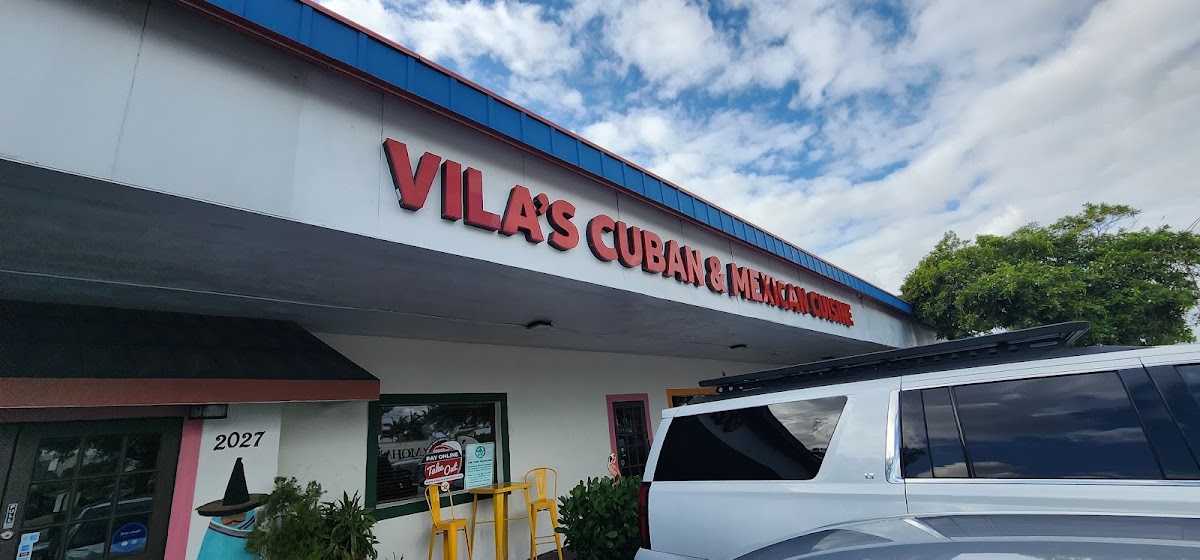 VILA'S CUBAN & MEXICAN CUISINE
2027
PAY ONLINE
Take Out